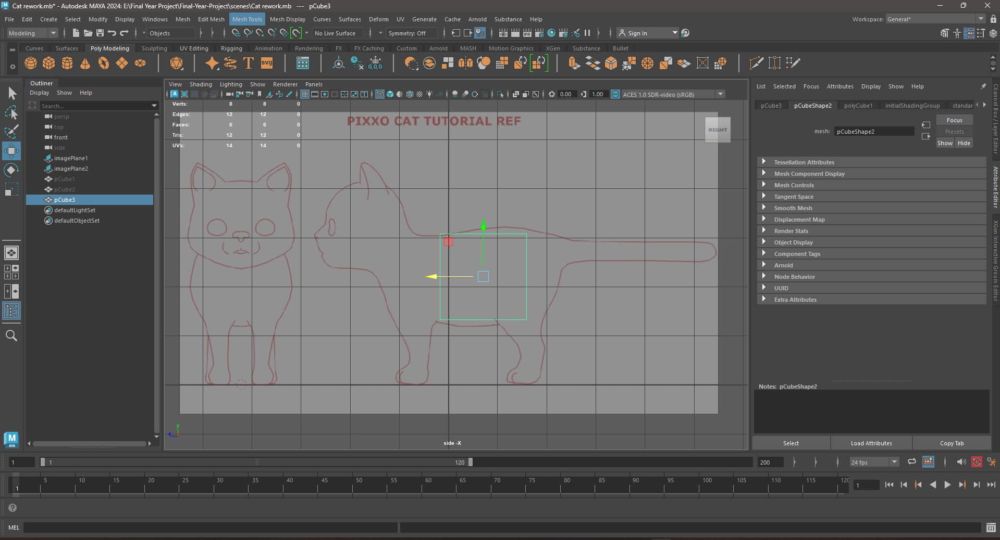 Cat rework.mb* - Autodesk MAYA 2024: E:\Final Year Project\Final-Year-Project\scenes\Cat rework.mb --- pCube3
File Edit Create Select Modify Display Windows Mesh Edit Mesh Mesh Tools Mesh Display Curves Surfaces Deform UV Generate Cache Arnold Substance Help
Workspace: General*
Modeling Objects No Live Surface Symmetry: Off IPR Sign In
Curves Surfaces Poly Modeling Sculpting UV Editing Rigging Animation Rendering FX FX Caching Custom Arnold MASH Motion Graphics XGen Substance Bullet
T SVG 0,0,0
Outliner
Display Show Help
Search...
persp
top
front
side
imagePlane1
imagePlane2
pCube1
pCube2
pCube3
defaultLightSet
defaultObjectSet
View Shading Lighting Show Renderer Panels
A 0.00 1.00 ON ACES 1.0 SDR-video (sRGB)
Verts: 8 8 0
Edges: 12 12 0
Faces: 6 6 0
Tris: 12 12 0
UVs: 14 14 0
PIXXO CAT TUTORIAL REF
RIGHT
y
z
side -X
List Selected Focus Attributes Display Show Help
pCube3 pCubeShape2 polyCube1 initialShadingGroup standar
mesh: pCubeShape2
Focus
Presets
Show Hide
Tessellation Attributes
Mesh Component Display
Mesh Controls
Tangent Space
Smooth Mesh
Displacement Map
Render Stats
Object Display
Component Tags
Arnold
Node Behavior
UUID
Extra Attributes
Notes: pCubeShape2
Select Load Attributes Copy Tab
Channel Box / Layer Editor
Attribute Editor
XGen Interactive Groom Editor
M
AYA
1 1 120 200 24 fps
5 10 15 20 25 30 35 40 45 50 55 60 65 70 75 80 85 90 95 100 105 110 115 120
1 1
MEL